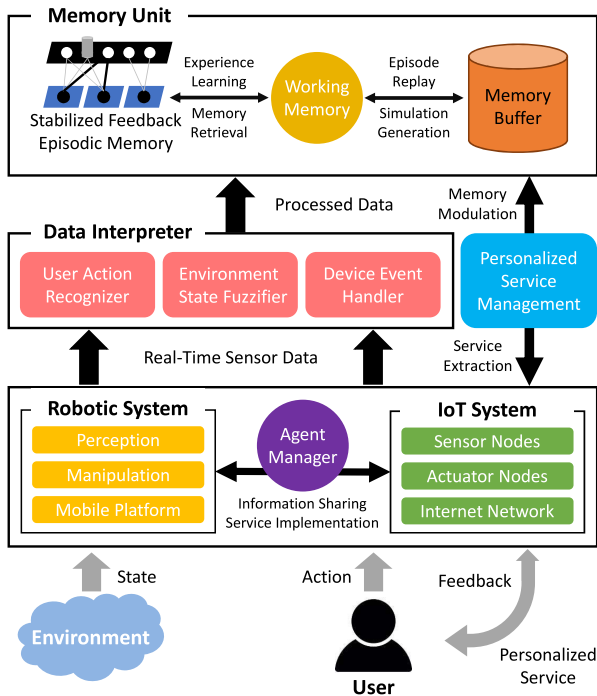 Memory Unit
Experience
Learning
Memory
Retrieval
Stabilized Feedback
Episodic Memory
Working
Memory
Episode
Replay
Simulation
Generation
Memory
Buffer
Processed Data
Memory
Modulation
Data Interpreter
User Action
Recognizer
Environment
State Fuzzifier
Device Event
Handler
Personalized
Service
Management
Real-Time Sensor Data
Service
Extraction
Robotic System
Perception
Manipulation
Mobile Platform
Agent
Manager
Information Sharing
Service Implementation
IoT System
Sensor Nodes
Actuator Nodes
Internet Network
State
Environment
Action
User
Feedback
Personalized
Service